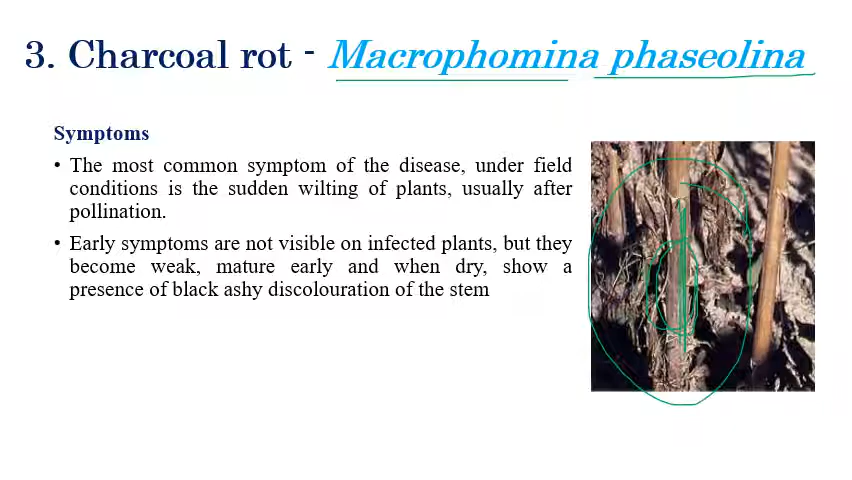 3. Charcoal rot - Macrophomina phaseolina
Symptoms
• The most common symptom of the disease, under field
conditions is the sudden wilting of plants, usually after
pollination.
• Early symptoms are not visible on infected plants, but they
become weak, mature early and when dry, show a
presence of black ashy discolouration of the stem